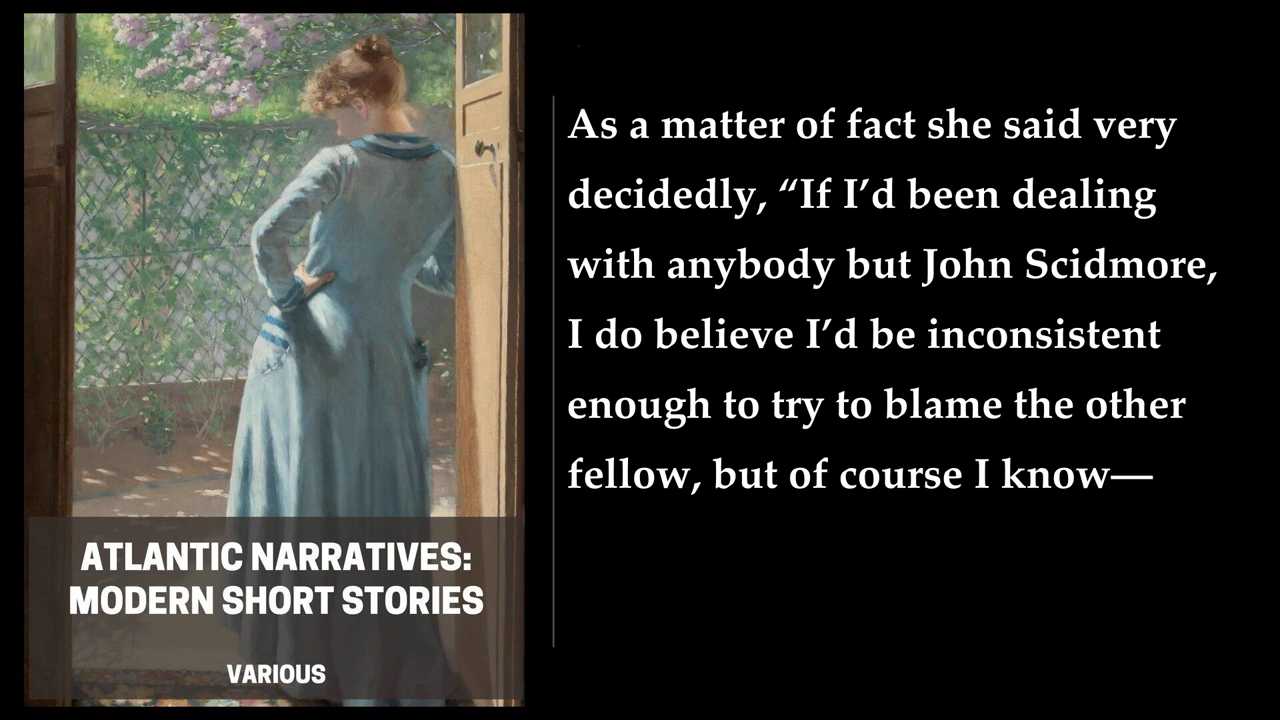 As a matter of fact she said very
decidedly, “If I’d been dealing
with anybody but John Scidmore,
I do believe I’d be inconsistent
enough to try to blame the other
fellow, but of course I know—
ATLANTIC NARRATIVES:
MODERN SHORT STORIES
VARIOUS